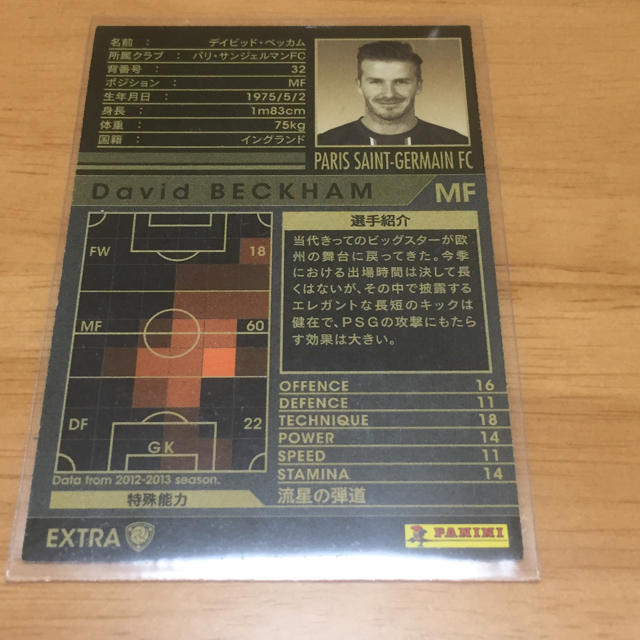 名前 : デイビッド・ベッカム
所属クラブ : パリ・サンジェルマンFC
背番号 : 32
ポジション : MF
生年月日 : 1975/5/2
身長 : 1m83cm
体重 : 75kg
国籍 : イングランド
PARIS SAINT-GERMAIN FC
David BECKHAM MF
FW 18
MF 60
DF 22
GK
Data from 2012-2013 season.
選手紹介
当代きってのビッグスターが欧
州の舞台に戻ってきた。今季
における出場時間は決して長
くはないが、その中で披露する
エレガントな長短のキックは
健在で、PSGの攻撃にもたら
す効果は大きい。
OFFENCE 16
DEFENCE 11
TECHNIQUE 18
POWER 14
SPEED 11
STAMINA 14
特殊能力 流星の弾道
EXTRA
PANINI